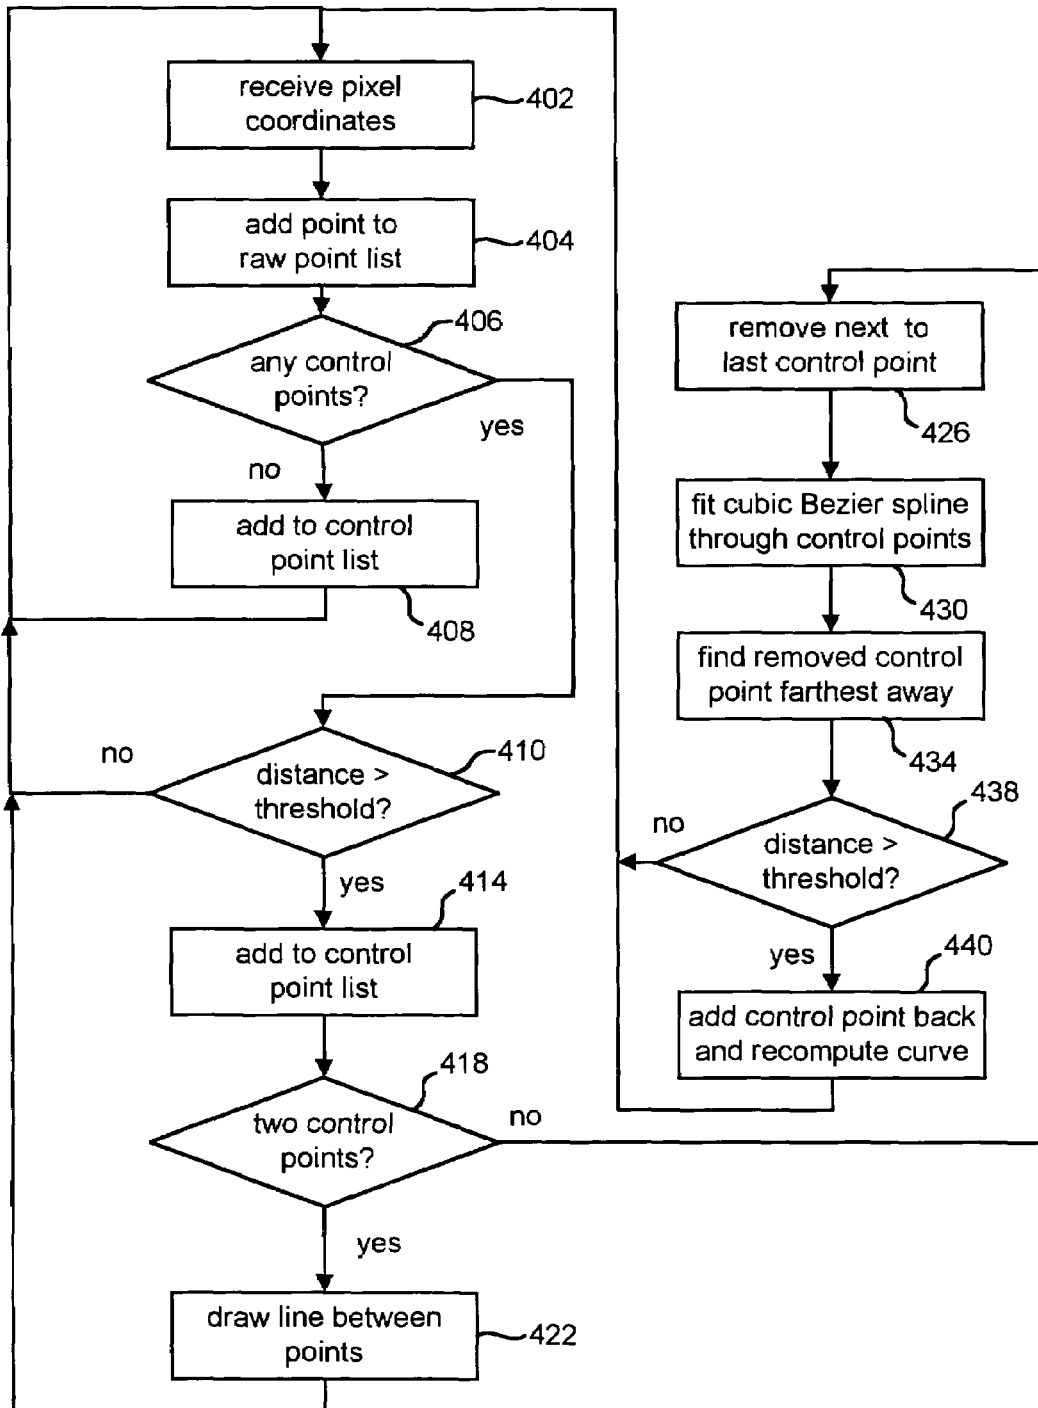 receive pixel
coordinates
402
add point to
raw point list
404
406
any control
points?
yes
no
add to control
point list
408
no
410
distance >
threshold?
yes
414
add to control
point list
418
two control
points?
no
yes
draw line between
points
422
remove next to
last control point
426
fit cubic Bezier spline
through control points
430
find removed control
point farthest away
434
438
no
distance >
threshold?
yes
440
add control point back
and recompute curve